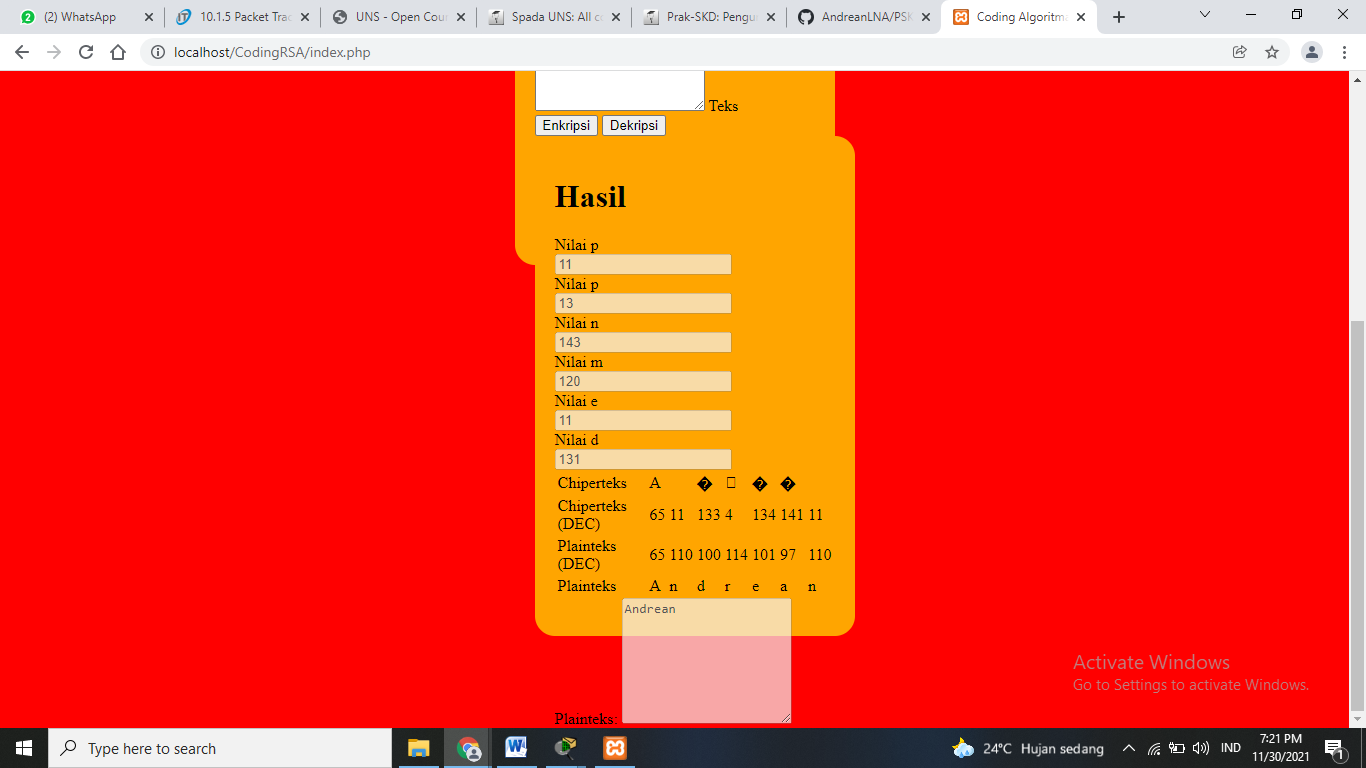 (2) WhatsApp
10.1.5 Packet Trac
UNS - Open Cou
Spada UNS: All c
Prak-SKD: Pengu
AndreanLNA/PSK
Coding Algoritma
localhost/CodingRSA/index.php
Teks
Enkripsi Dekripsi
Hasil
Nilai p
11
Nilai p
13
Nilai n
143
Nilai m
120
Nilai e
11
Nilai d
131
Chiperteks A � � �
Chiperteks
(DEC) 65 11 133 4 134 141 11
Plainteks
(DEC) 65 110 100 114 101 97 110
Plainteks A n d r e a n
Andrean
Plainteks:
Activate Windows
Go to Settings to activate Windows.
Type here to search
24°C Hujan sedang
IND
7:21 PM
11/30/2021
1